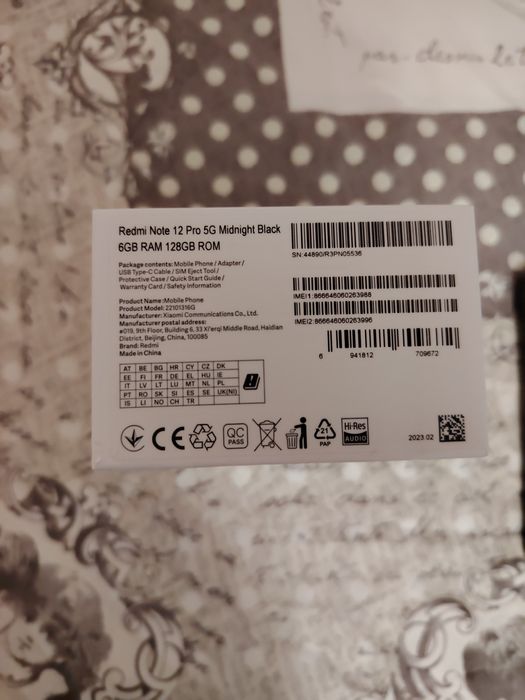 Redmi Note 12 Pro 5G Midnight Black
6GB RAM 128GB ROM
Package contents: Mobile Phone / Adapter /
USB Type-C Cable / SIM Eject Tool /
Protective Case / Quick Start Guide /
Warranty Card / Safety Information
Product Name:Mobile Phone
Product Model: 22101316G
Manufacturer: Xiaomi Communications Co., Ltd.
Manufacturer postal address:
#019, 9th Floor, Building 6, 33 Xi'erqi Middle Road, Haidian
District, Beijing, China, 100085
Brand: Redmi
Made in China
SN:44890/R3PN05536
IMEI1:866646060263988
IMEI2:866646060263996
6 941812 709672
AT BE BG HR CY CZ DK
EE FI FR DE EL HU IE
IT LV LT LU MT NL PL
PT RO SK SI ES SE UK(NI)
IS LI NO CH TR
CE
QC
PASS
21
PAP
Hi-Res
AUDIO
2023.02